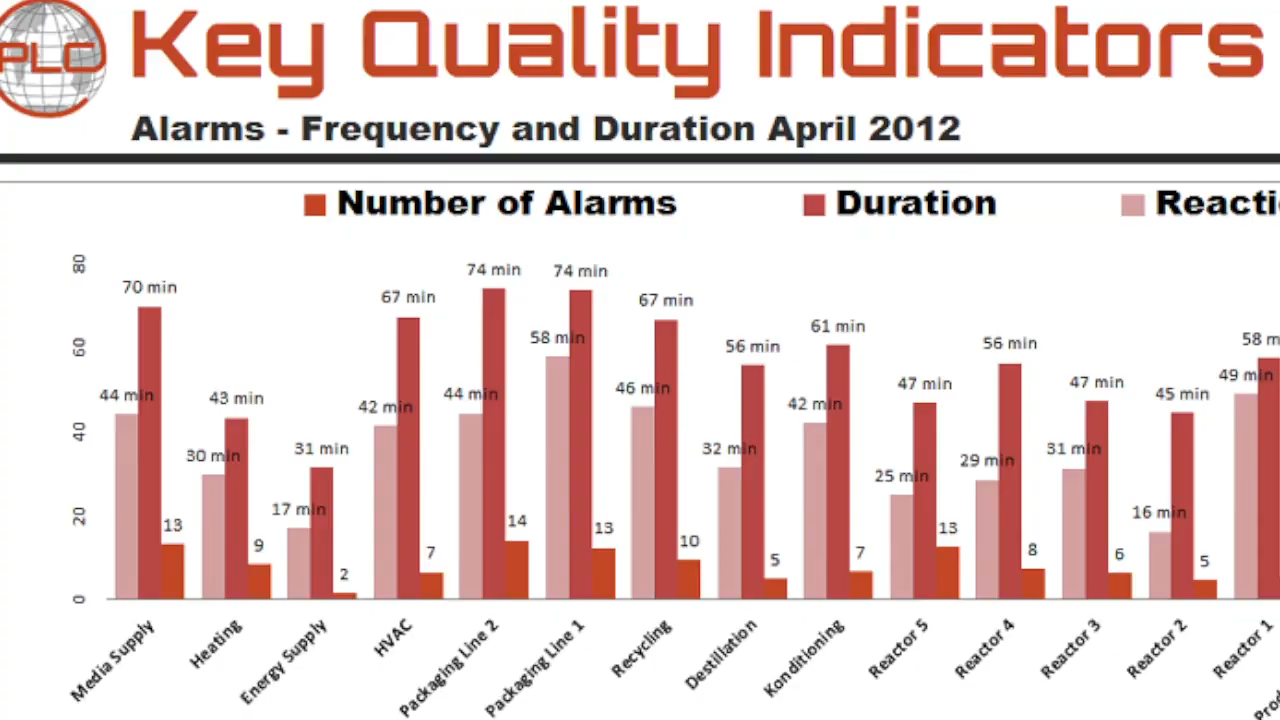 PLC
Key Quality Indicators
Alarms - Frequency and Duration April 2012
Number of Alarms Duration
80
60
40
20
0
70 min
44 min
13
43 min
30 min
9
31 min
17 min
2
67 min
42 min
7
74 min
44 min
14
74 min
58 min
13
67 min
46 min
10
56 min
32 min
5
61 min
42 min
7
47 min
25 min
13
56 min
29 min
8
47 min
31 min
6
45 min
16 min
5
58 m
49 min
Media Supply
Heating
Energy Supply
HVAC
Packaging Line 2
Packaging Line 1
Recycling
Destillation
Konditioning
Reactor 5
Reactor 4
Reactor 3
Reactor 2
Reactor 1